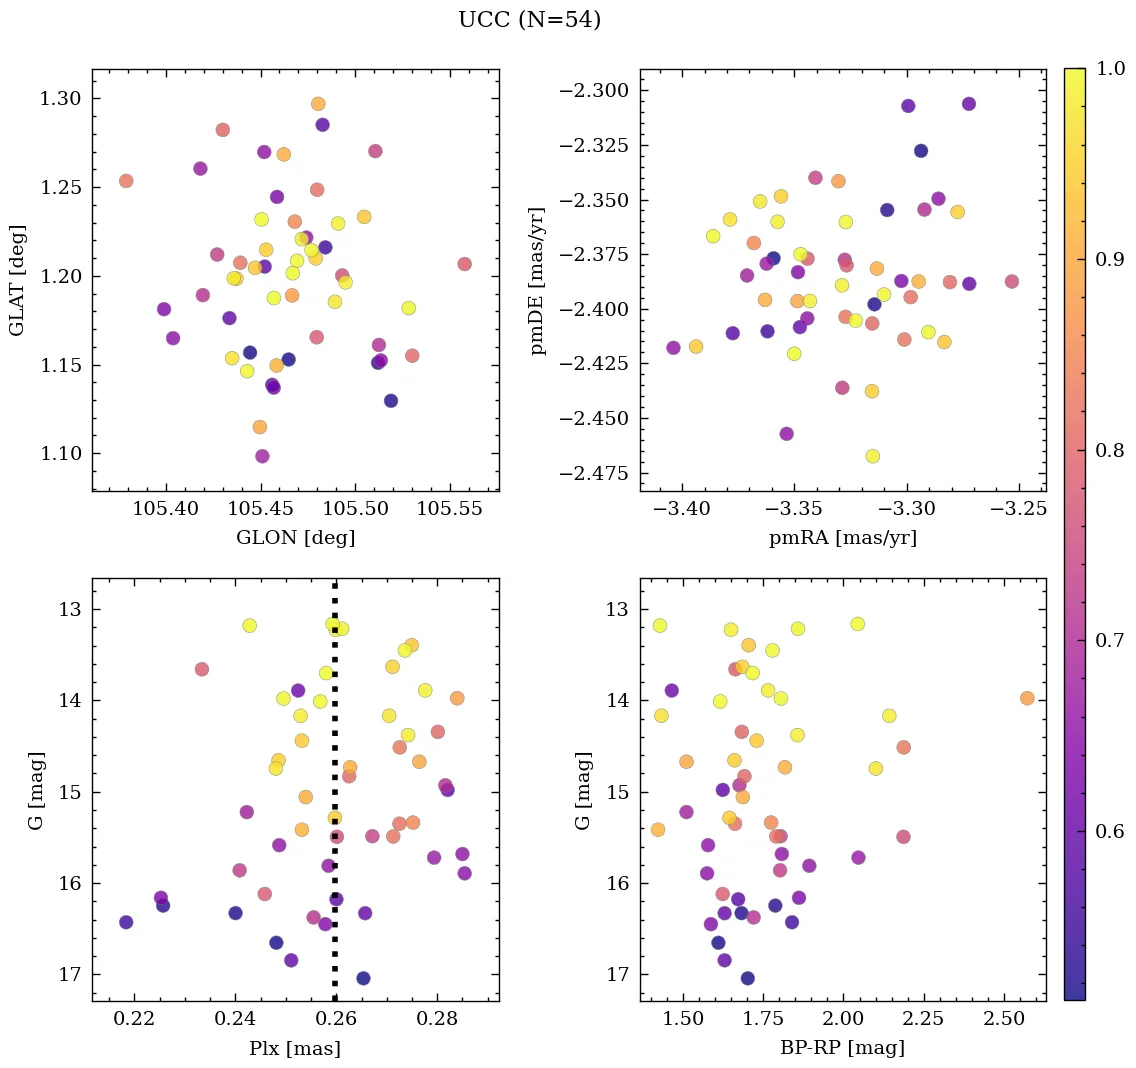 UCC (N=54)
1.30
1.25
1.20
1.15
1.10
GLAT [deg]
105.40 105.45 105.50 105.55
GLON [deg]
−2.300
−2.325
−2.350
−2.375
−2.400
−2.425
−2.450
−2.475
pmDE [mas/yr]
−3.40 −3.35 −3.30 −3.25
pmRA [mas/yr]
13
14
15
16
17
G [mag]
0.22 0.24 0.26 0.28
Plx [mas]
13
14
15
16
17
G [mag]
1.50 1.75 2.00 2.25 2.50
BP-RP [mag]
1.0
0.9
0.8
0.7
0.6